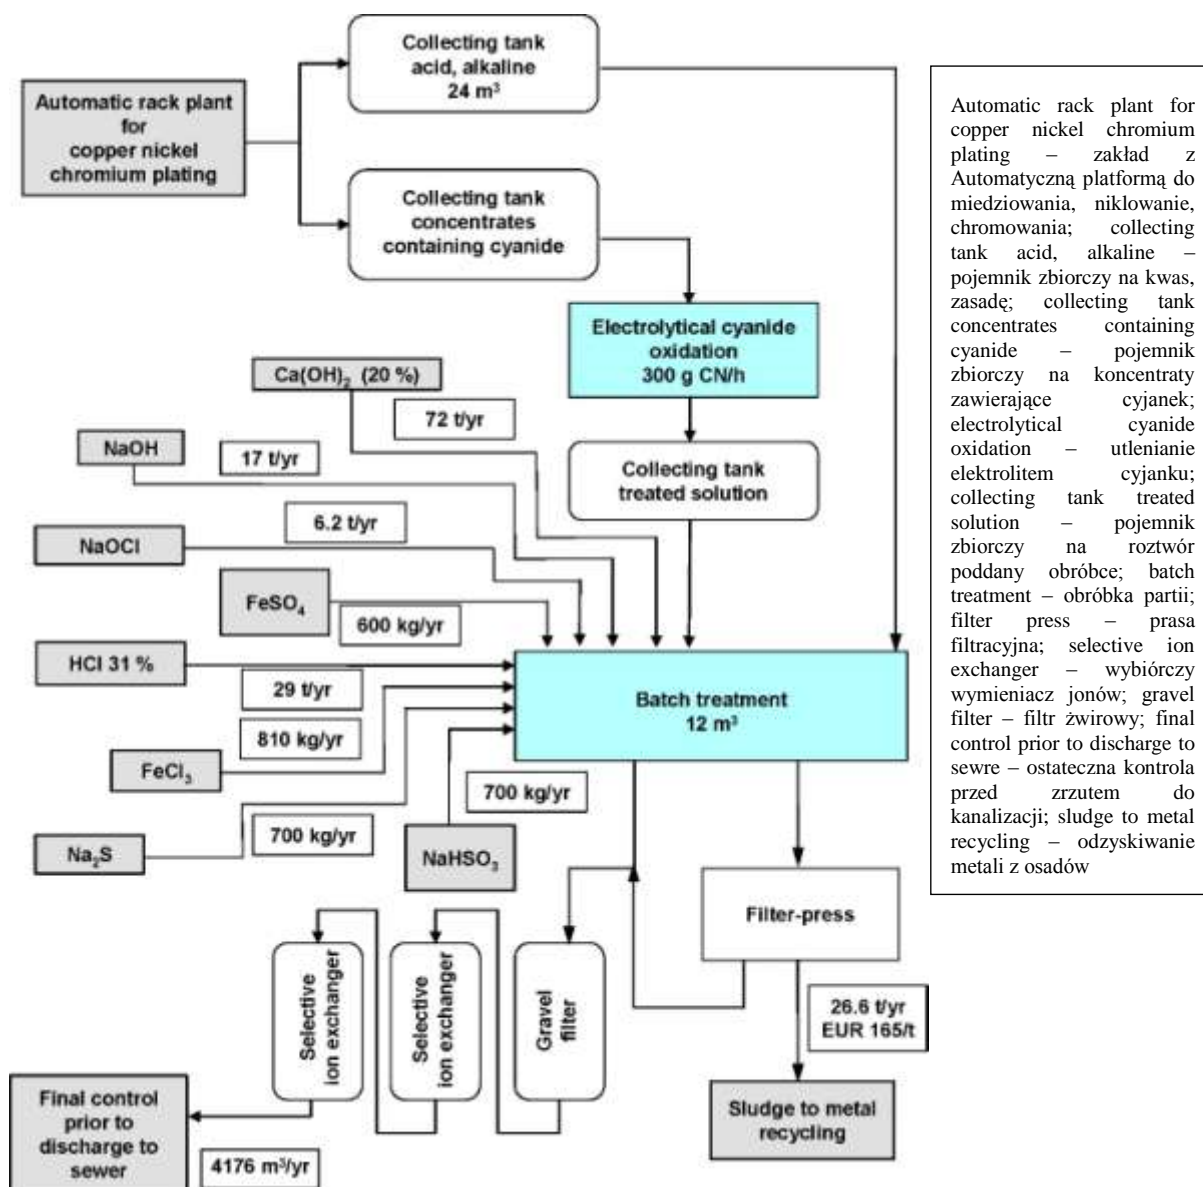 Collecting tank
acid, alkaline
24 m³
Automatic rack plant
for
copper nickel
chromium plating
Collecting tank
concentrates
containing cyanide
Electrolytical cyanide
oxidation
300 g CN/h
Ca(OH)₂ (20 %)
72 t/yr
NaOH
17 t/yr
Collecting tank
treated solution
6.2 t/yr
NaOCl
FeSO₄
600 kg/yr
HCl 31 %
29 t/yr
Batch treatment
12 m³
810 kg/yr
FeCl₃
700 kg/yr
700 kg/yr
Na₂S
NaHSO₃
Filter-press
Selective
ion exchanger
Selective
ion exchanger
Gravel
filter
26.6 t/yr
EUR 165/t
Final control
prior to
discharge to
sewer
4176 m³/yr
Sludge to metal
recycling
Automatic rack plant for
copper nickel chromium
plating – zakład z
Automatyczną platformą do
miedziowania, niklowanie,
chromowania; collecting
tank acid, alkaline –
pojemnik zbiorczy na kwas,
zasadę; collecting tank
concentrates containing
cyanide – pojemnik
zbiorczy na koncentraty
zawierające cyjanek;
electrolytical cyanide
oxidation – utlenianie
elektrolitem cyjanku;
collecting tank treated
solution – pojemnik
zbiorczy na roztwór
poddany obróbce; batch
treatment – obróbka partii;
filter press – prasa
filtracyjna; selective ion
exchanger – wybiórczy
wymieniacz jonów; gravel
filter – filtr żwirowy; final
control prior to discharge to
sewre – ostateczna kontrola
przed zrzutem do
kanalizacji; sludge to metal
recycling – odzyskiwanie
metali z osadów